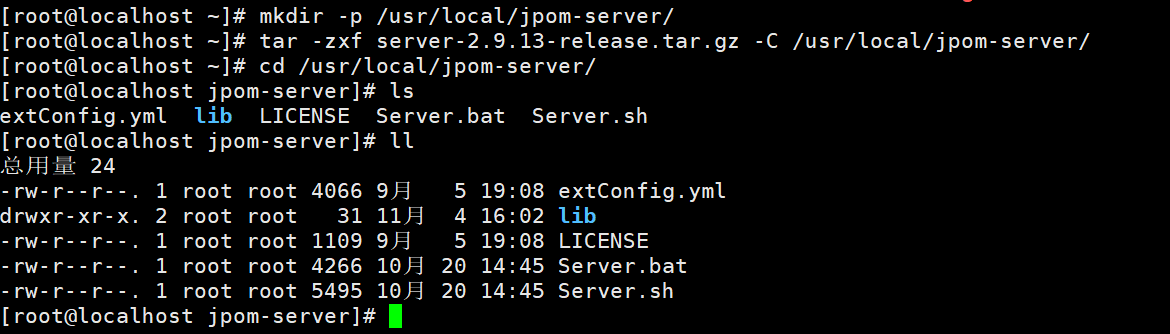 [root@localhost ~]# mkdir -p /usr/local/jpom-server/
[root@localhost ~]# tar -zxf server-2.9.13-release.tar.gz -C /usr/local/jpom-server/
[root@localhost ~]# cd /usr/local/jpom-server/
[root@localhost jpom-server]# ls
extConfig.yml  lib  LICENSE  Server.bat  Server.sh
[root@localhost jpom-server]# ll
总用量 24
-rw-r--r--. 1 root root 4066 9月   5 19:08 extConfig.yml
drwxr-xr-x. 2 root root   31 11月  4 16:02 lib
-rw-r--r--. 1 root root 1109 9月   5 19:08 LICENSE
-rw-r--r--. 1 root root 4266 10月 20 14:45 Server.bat
-rw-r--r--. 1 root root 5495 10月 20 14:45 Server.sh
[root@localhost jpom-server]#